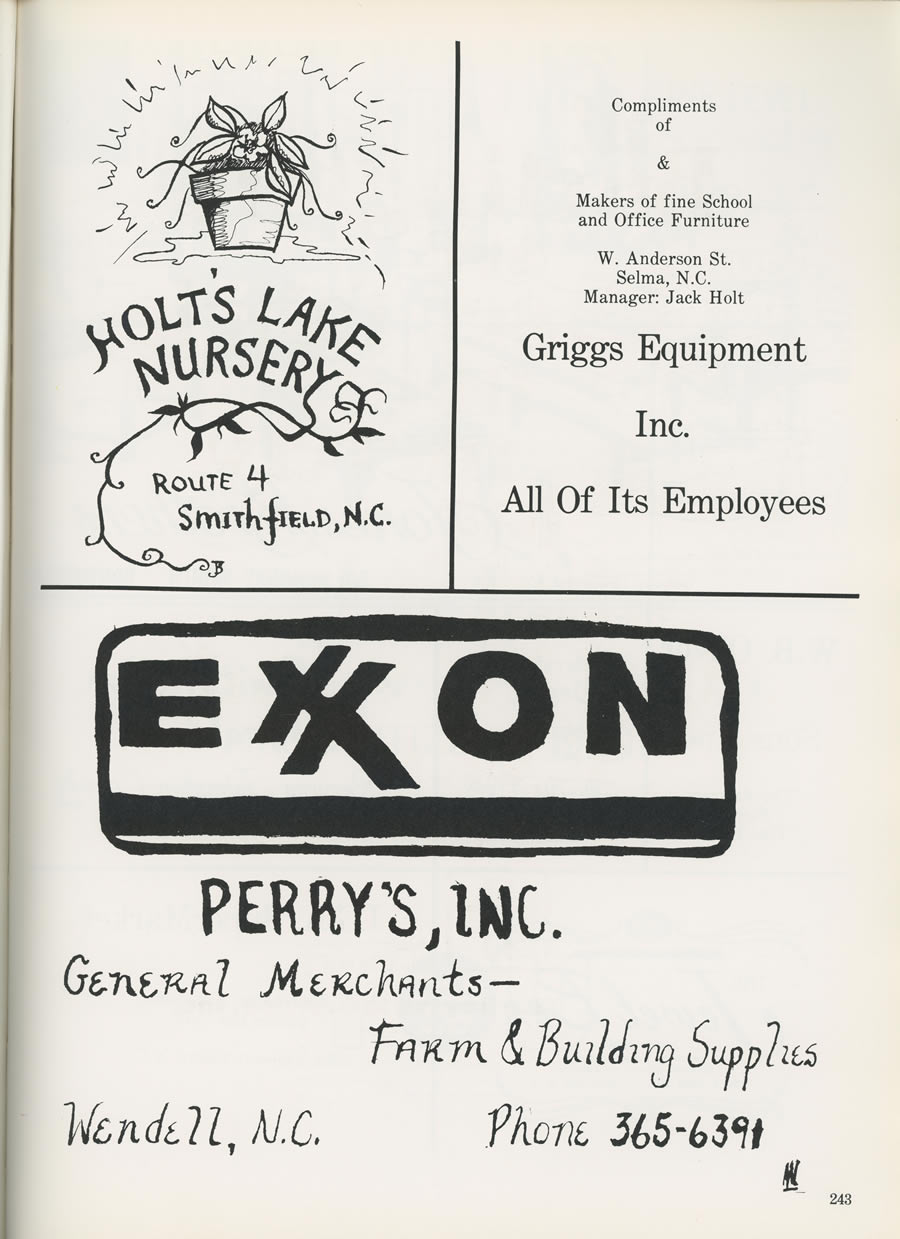 HOLT'S LAKE
NURSERY
ROUTE 4
SMITHFIELD, N.C.
B
Compliments
of
&
Makers of fine School
and Office Furniture
W. Anderson St.
Selma, N.C.
Manager: Jack Holt
Griggs Equipment
Inc.
All Of Its Employees
EXXON
PERRY'S, INC.
General Merchants—
Farm & Building Supplies
Wendell, N.C.
Phone 365-6391
243